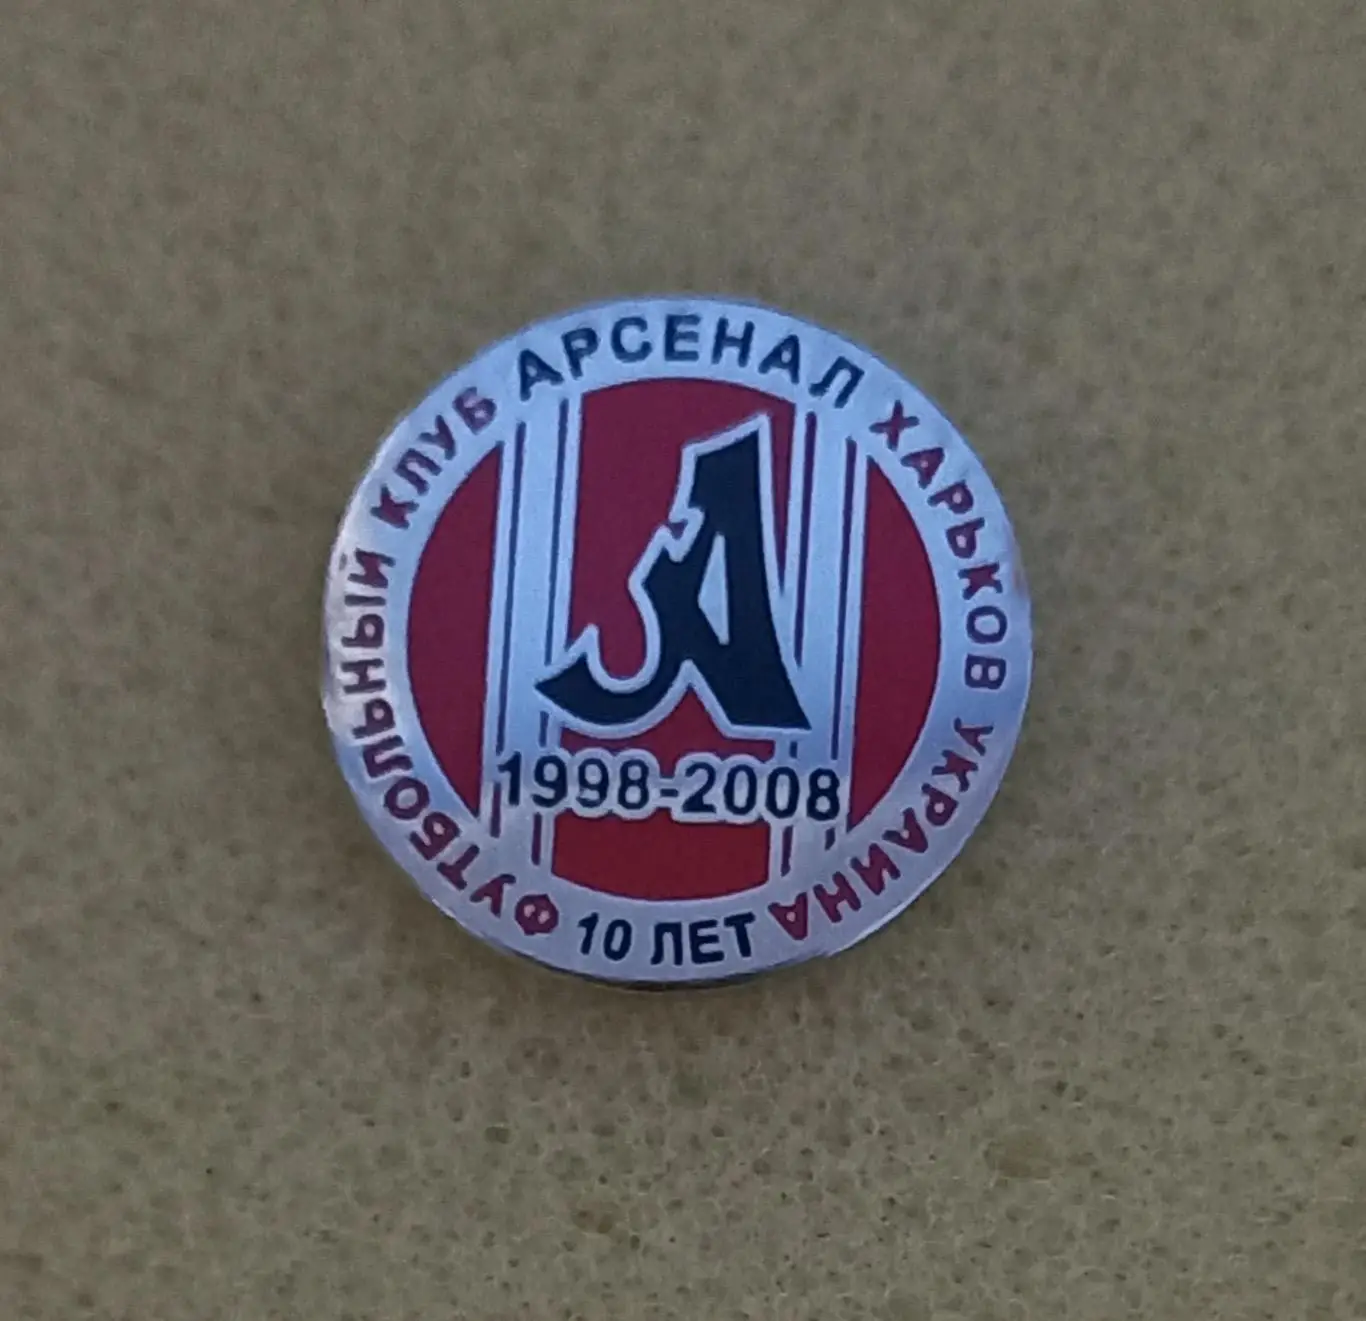 ФУТБОЛЬНЫЙ КЛУБ АРСЕНАЛ ХАРЬКОВ УКРАИНА
А
1998-2008
10 ЛЕТ